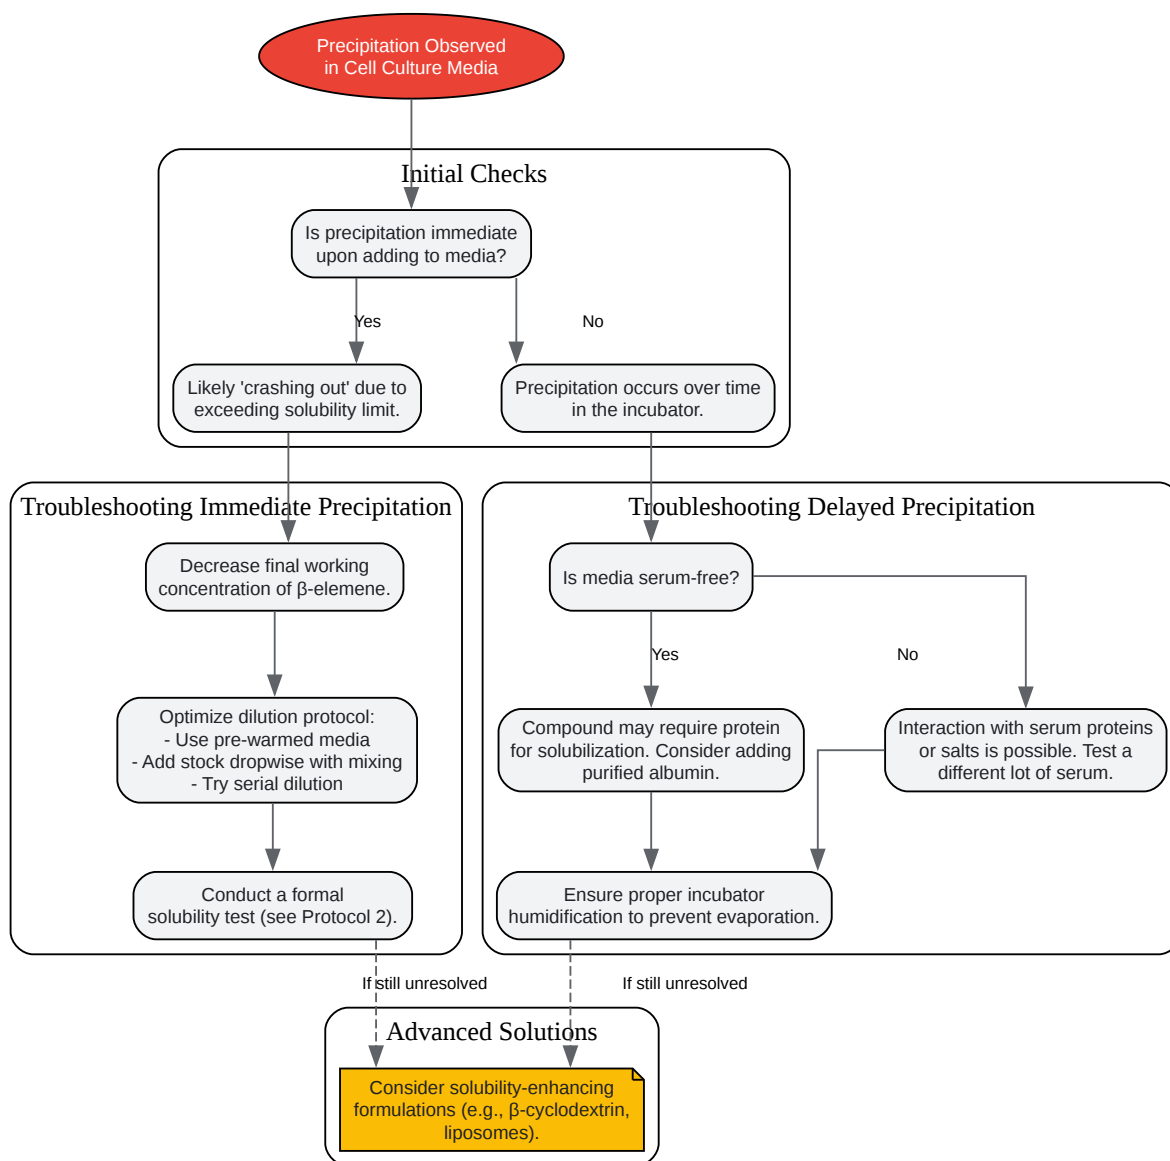 Precipitation Observed
in Cell Culture Media
Initial Checks
Is precipitation immediate
upon adding to media?
Yes
No
Likely 'crashing out' due to
exceeding solubility limit.
Precipitation occurs over time
in the incubator.
Troubleshooting Immediate Precipitation
Decrease final working
concentration of β-elemene.
Optimize dilution protocol:
- Use pre-warmed media
- Add stock dropwise with mixing
- Try serial dilution
Conduct a formal
solubility test (see Protocol 2).
If still unresolved
Troubleshooting Delayed Precipitation
Is media serum-free?
Yes
No
Compound may require protein
for solubilization. Consider adding
purified albumin.
Interaction with serum proteins
or salts is possible. Test a
different lot of serum.
Ensure proper incubator
humidification to prevent evaporation.
If still unresolved
Advanced Solutions
Consider solubility-enhancing
formulations (e.g., β-cyclodextrin,
liposomes).